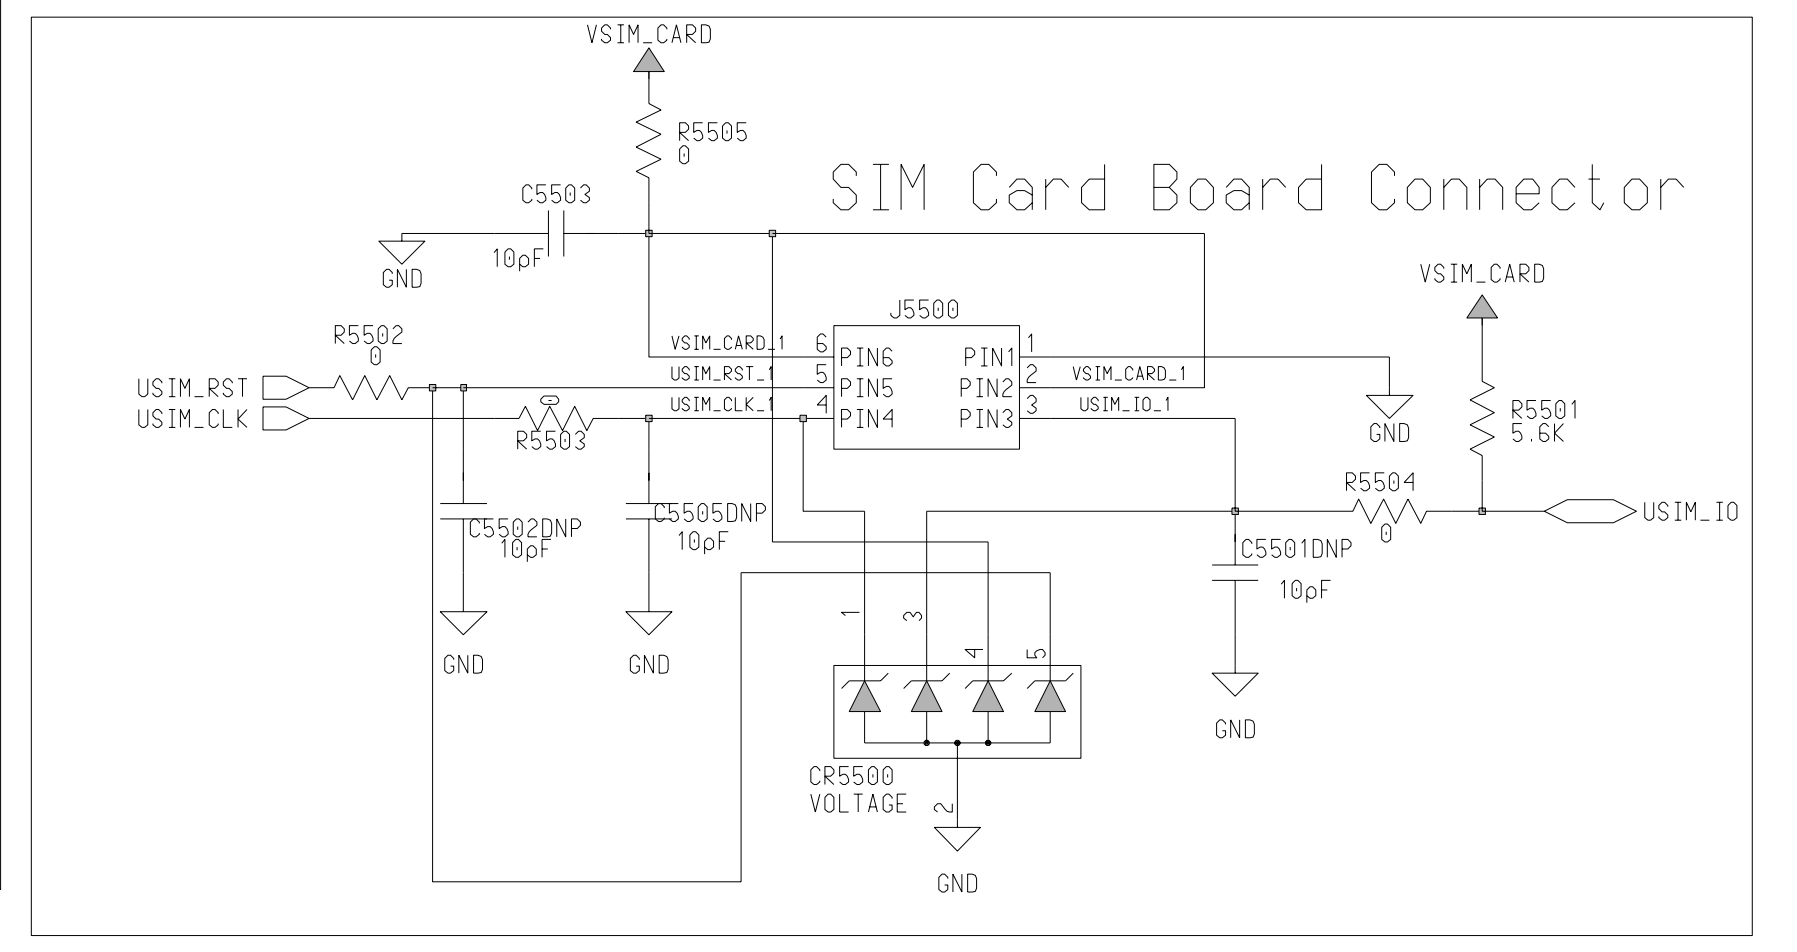 VSIM_CARD
R5505
0
SIM Card Board Connector
C5503
10pF
GND
VSIM_CARD
J5500
R5502
0
VSIM_CARD_1
6
PIN6
PIN1
1
USIM_RST
USIM_RST_1
5
PIN5
PIN2
2
VSIM_CARD_1
USIM_CLK
0
R5503
USIM_CLK_1
4
PIN4
PIN3
3
USIM_IO_1
GND
R5501
5.6K
R5504
0
USIM_IO
C5502DNP
10pF
C5505DNP
10pF
C5501DNP
10pF
1
3
4
5
GND
GND
GND
CR5500
VOLTAGE
2
GND